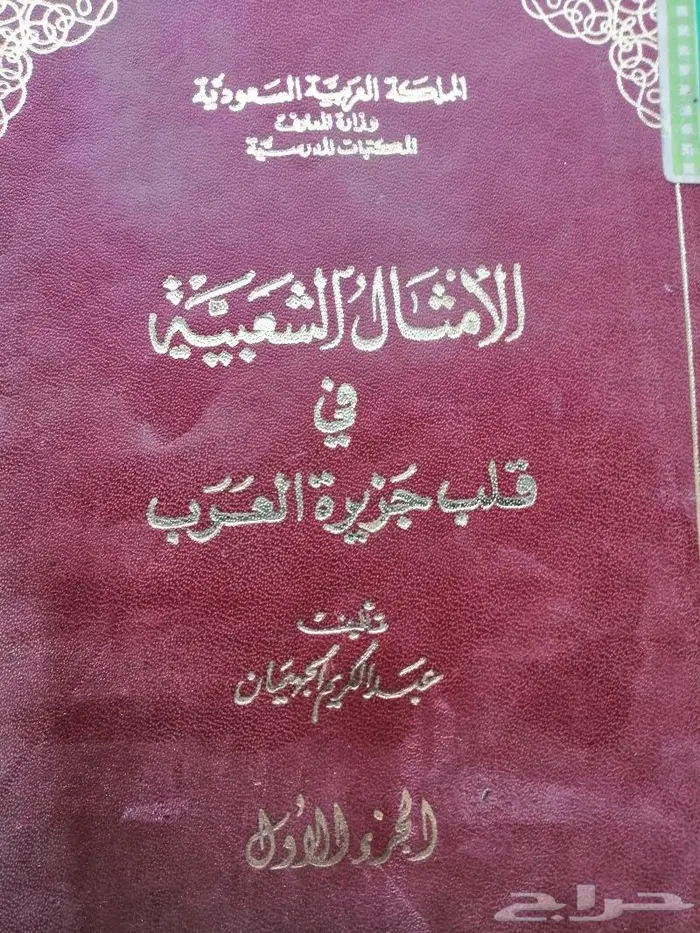 المملكة العربية السعودية
وزارة المعارف
المكتبات المدرسية
الأمثال الشعبية
في
قلب جزيرة العرب
تأليف
عبد الكريم الجهيمان
الجزء الأول
حراج